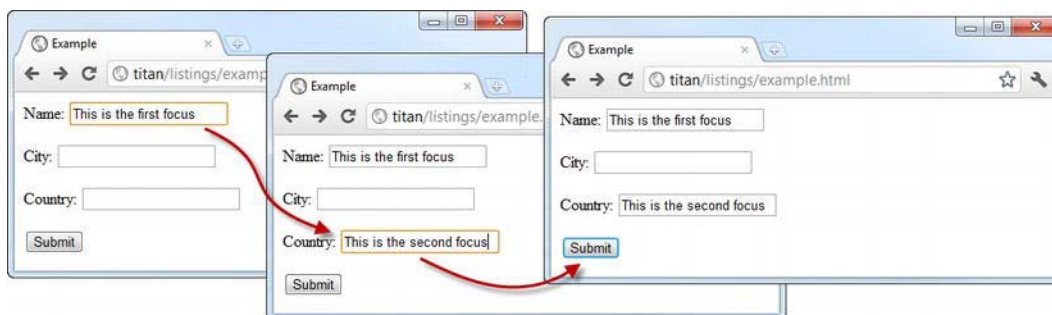 Example
titan/listings/examp
Name: This is the first focus
City:
Country:
Submit
Example
titan/listings/example.
Name: This is the first focus
City:
Country: This is the second focus
Submit
Example
titan/listings/example.html
Name: This is the first focus
City:
Country: This is the second focus
Submit